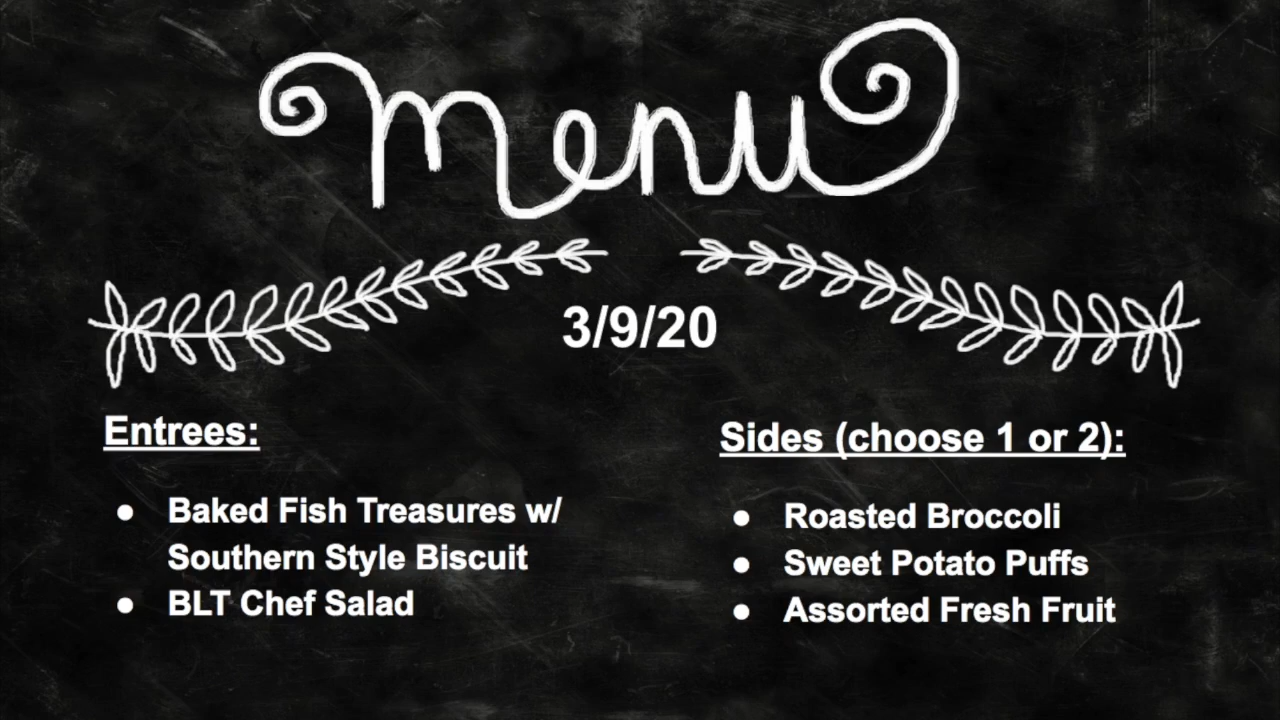 Menu
3/9/20
Entrees:
● Baked Fish Treasures w/
Southern Style Biscuit
● BLT Chef Salad
Sides (choose 1 or 2):
● Roasted Broccoli
● Sweet Potato Puffs
● Assorted Fresh Fruit